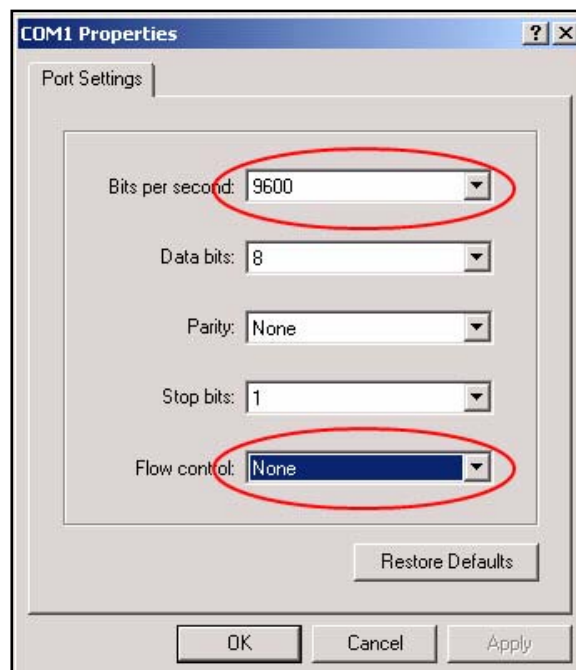 COM1 Properties
Port Settings
Bits per second: 9600
Data bits: 8
Parity: None
Stop bits: 1
Flow control: None
Restore Defaults
OK Cancel Apply